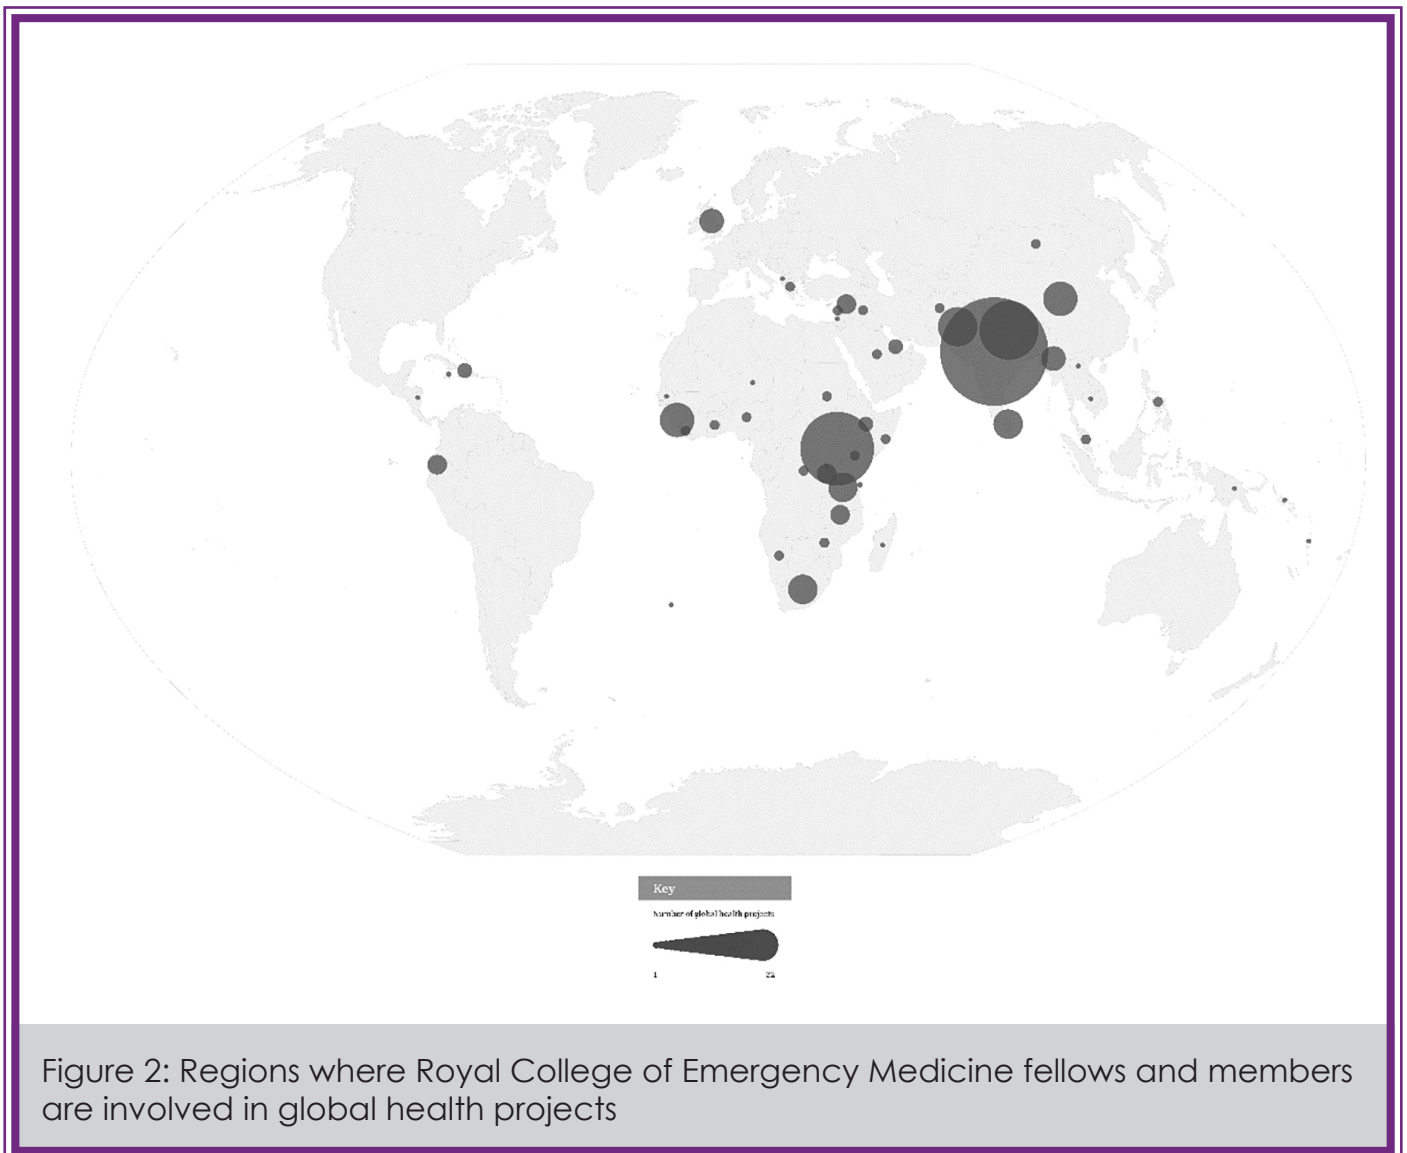 Key
Number of global health projects
1 22
Figure 2: Regions where Royal College of Emergency Medicine fellows and members
are involved in global health projects